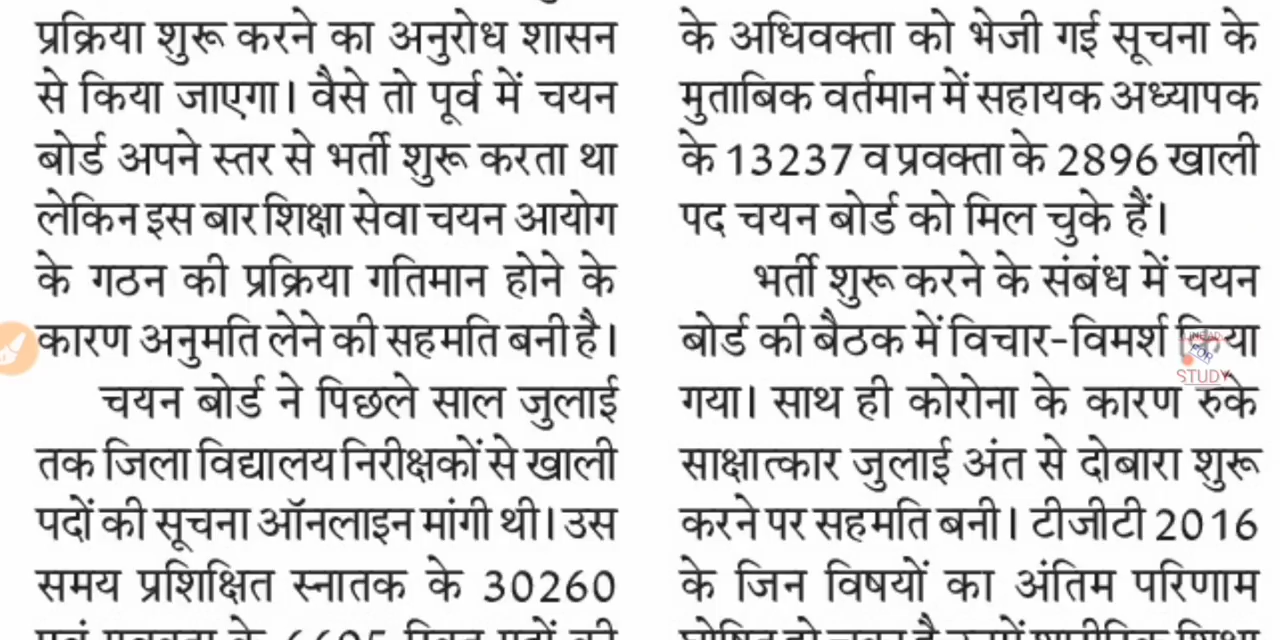 प्रक्रिया शुरू करने का अनुरोध शासन
से किया जाएगा। वैसे तो पूर्व में चयन
बोर्ड अपने स्तर से भर्ती शुरू करता था
लेकिन इस बार शिक्षा सेवा चयन आयोग
के गठन की प्रक्रिया गतिमान होने के
कारण अनुमति लेने की सहमति बनी है।
चयन बोर्ड ने पिछले साल जुलाई
तक जिला विद्यालय निरीक्षकों से खाली
पदों की सूचना ऑनलाइन मांगी थी। उस
समय प्रशिक्षित स्नातक के 30260
के अधिवक्ता को भेजी गई सूचना के
मुताबिक वर्तमान में सहायक अध्यापक
के 13237 व प्रवक्ता के 2896 खाली
पद चयन बोर्ड को मिल चुके हैं।
भर्ती शुरू करने के संबंध में चयन
बोर्ड की बैठक में विचार-विमर्श किया
गया। साथ ही कोरोना के कारण रुके
साक्षात्कार जुलाई अंत से दोबारा शुरू
करने पर सहमति बनी। टीजीटी 2016
के जिन विषयों का अंतिम परिणाम
FOR
STUDY